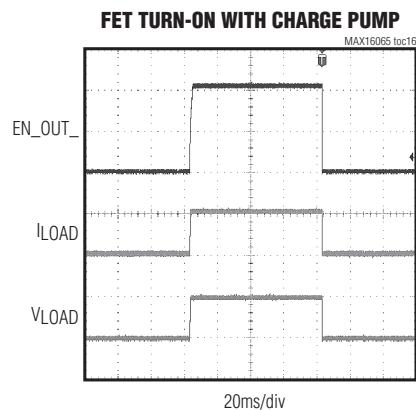 FET TURN-ON WITH CHARGE PUMP
MAX16065 toc16
EN_OUT_
ILOAD
VLOAD
20ms/div